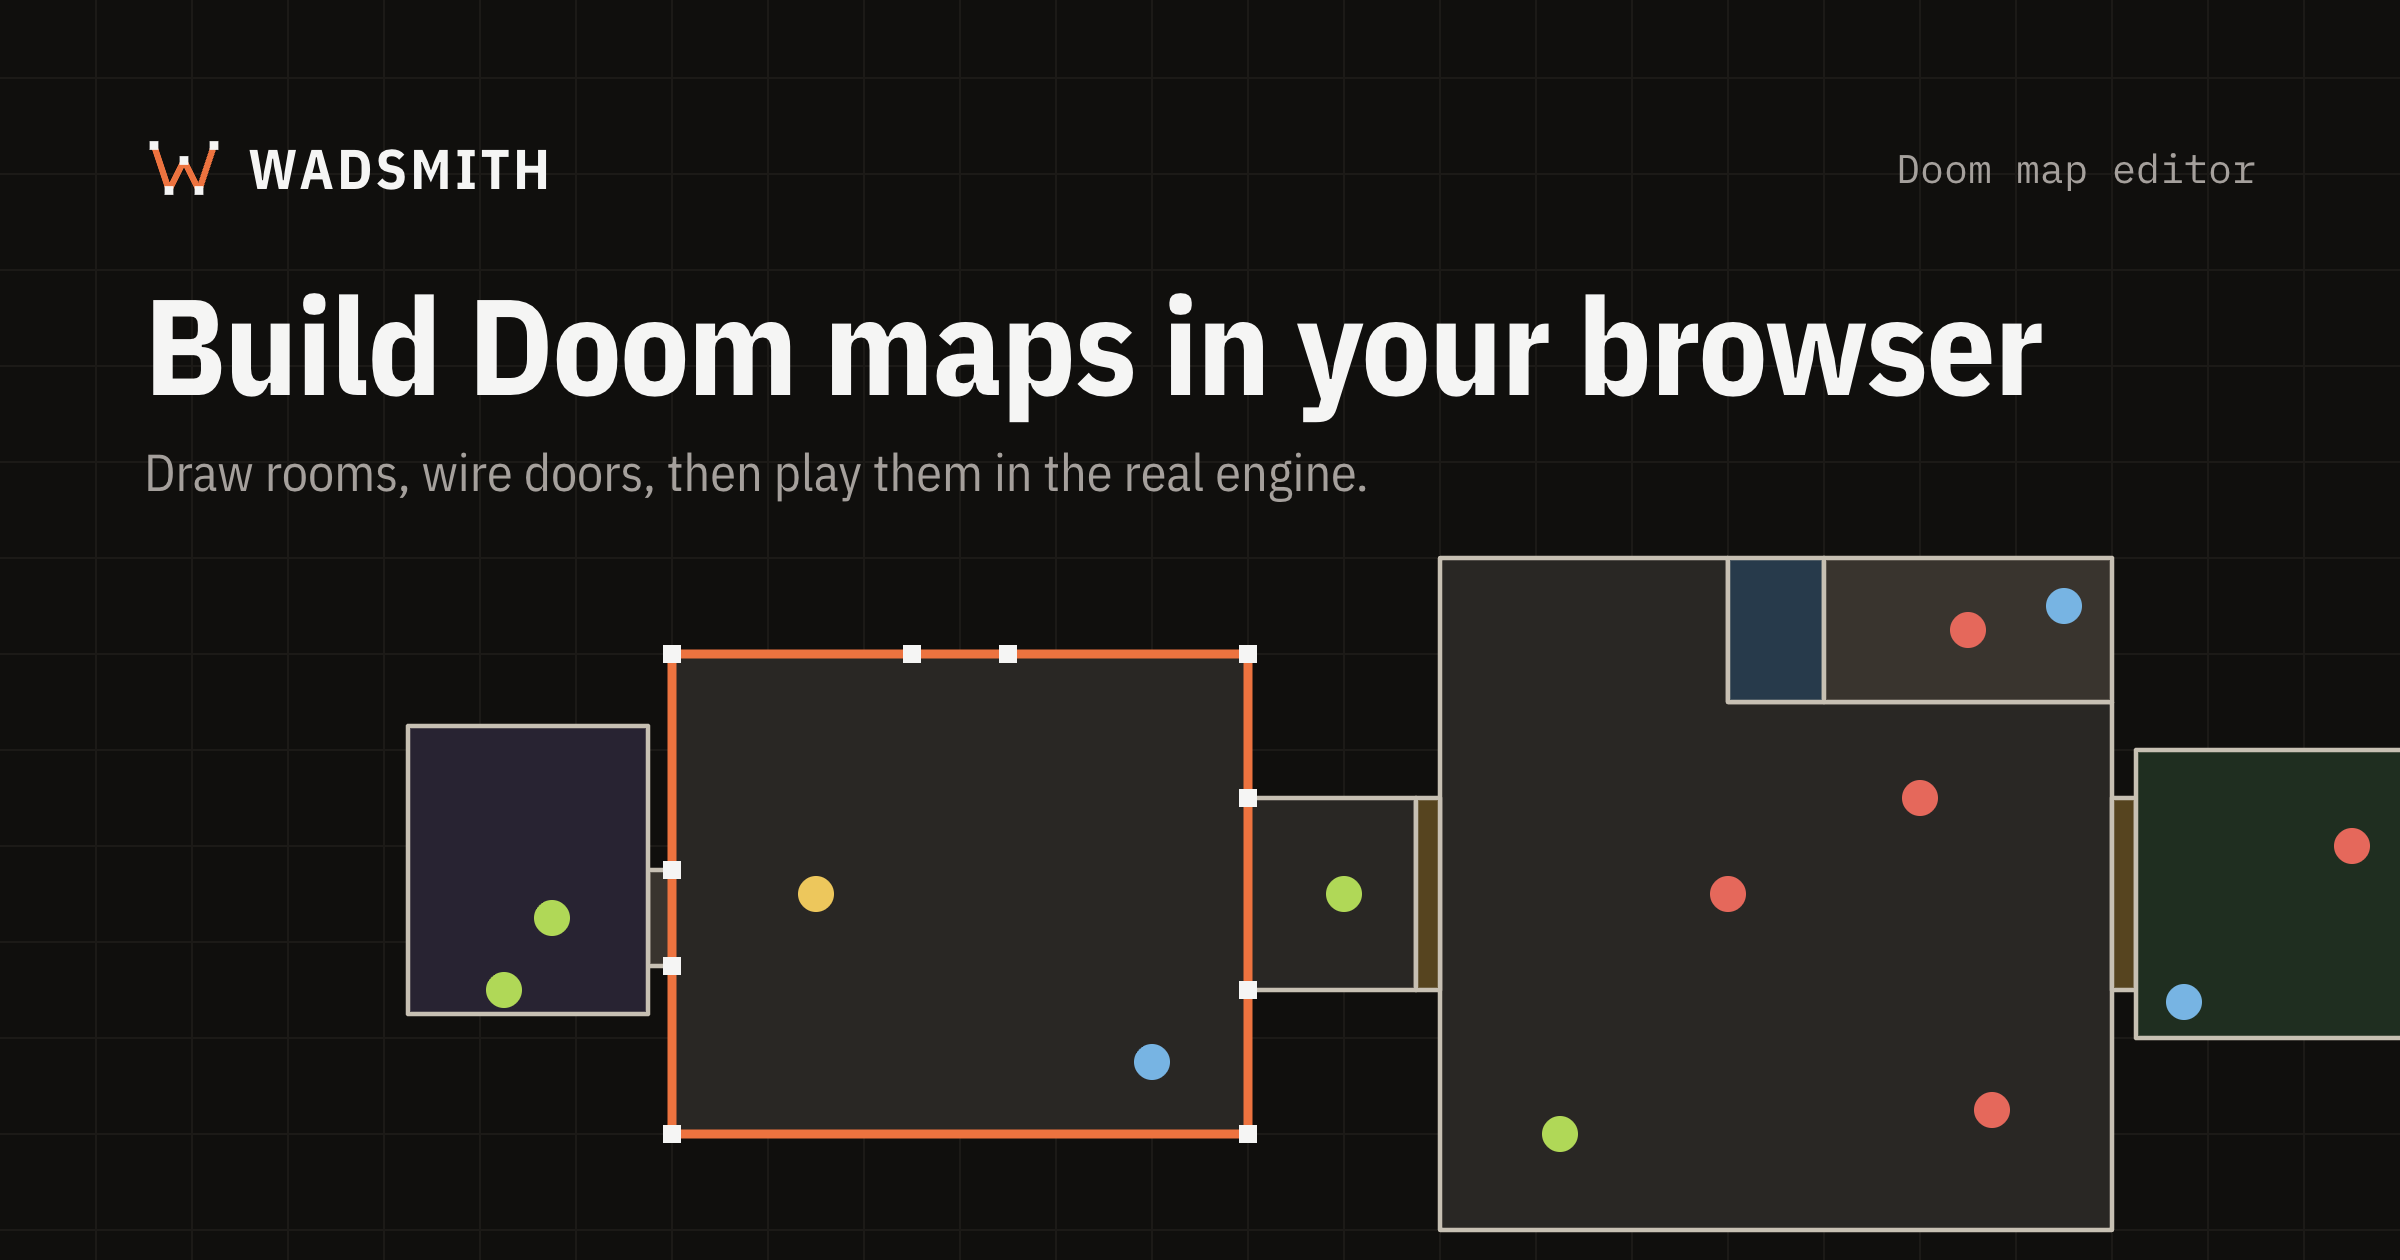 WADSMITH
Doom map editor
Build Doom maps in your browser
Draw rooms, wire doors, then play them in the real engine.